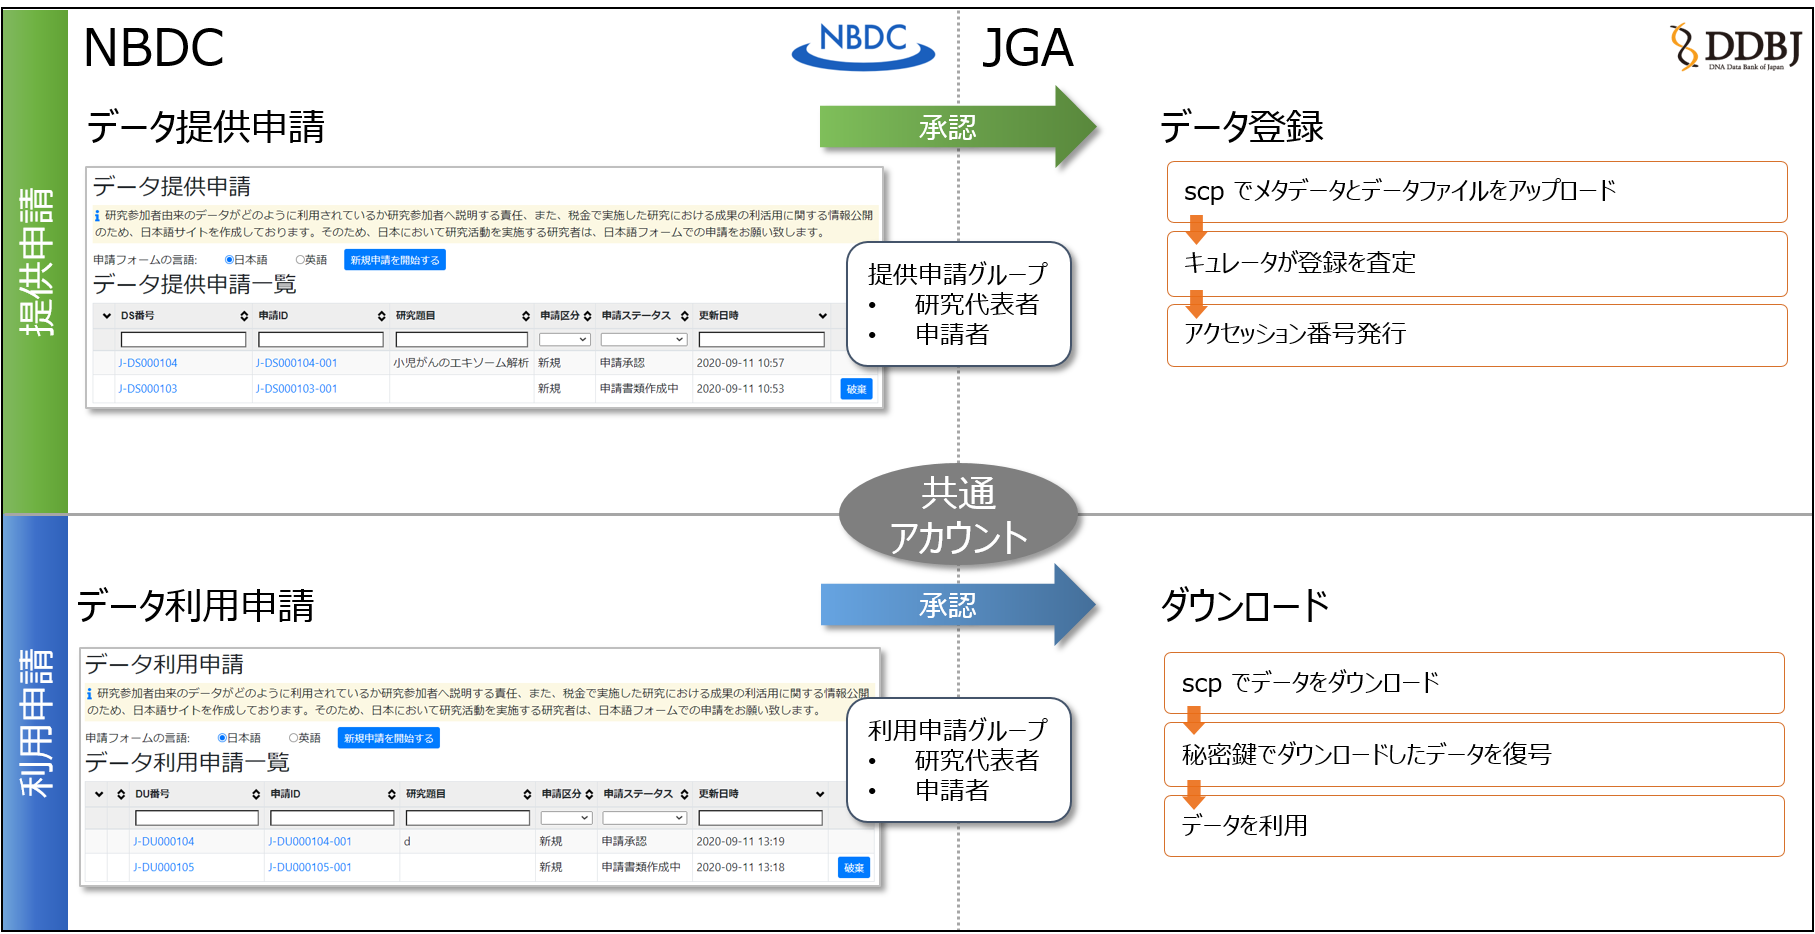 NBDC
NBDC
JGA
DDBJ
DNA Data Bank of Japan
提供申請
データ提供申請
承認
データ登録
データ提供申請
研究参加者由来のデータがどのように利用されているか研究参加者へ説明する責任、また、税金で実施した研究における成果の利活用に関する情報公開
のため、日本語サイトを作成しております。そのため、日本において研究活動を実施する研究者は、日本語フォームでの申請をお願い致します。
申請フォームの言語: 日本語 英語 新規申請を開始する
データ提供申請一覧
DS番号 申請ID 研究題目 申請区分 申請ステータス 更新日時
J-DS000104 J-DS000104-001 小児がんのエキソーム解析 新規 申請承認 2020-09-11 10:57
J-DS000103 J-DS000103-001 新規 申請書類作成中 2020-09-11 10:53 破棄
提供申請グループ
• 研究代表者
• 申請者
scp でメタデータとデータファイルをアップロード
キュレータが登録を査定
アクセッション番号発行
共通
アカウント
利用申請
データ利用申請
承認
ダウンロード
データ利用申請
研究参加者由来のデータがどのように利用されているか研究参加者へ説明する責任、また、税金で実施した研究における成果の利活用に関する情報公開
のため、日本語サイトを作成しております。そのため、日本において研究活動を実施する研究者は、日本語フォームでの申請をお願い致します。
申請フォームの言語: 日本語 英語 新規申請を開始する
データ利用申請一覧
DU番号 申請ID 研究題目 申請区分 申請ステータス 更新日時
J-DU000104 J-DU000104-001 d 新規 申請承認 2020-09-11 13:19
J-DU000105 J-DU000105-001 新規 申請書類作成中 2020-09-11 13:18 破棄
利用申請グループ
• 研究代表者
• 申請者
scp でデータをダウンロード
秘密鍵でダウンロードしたデータを復号
データを利用